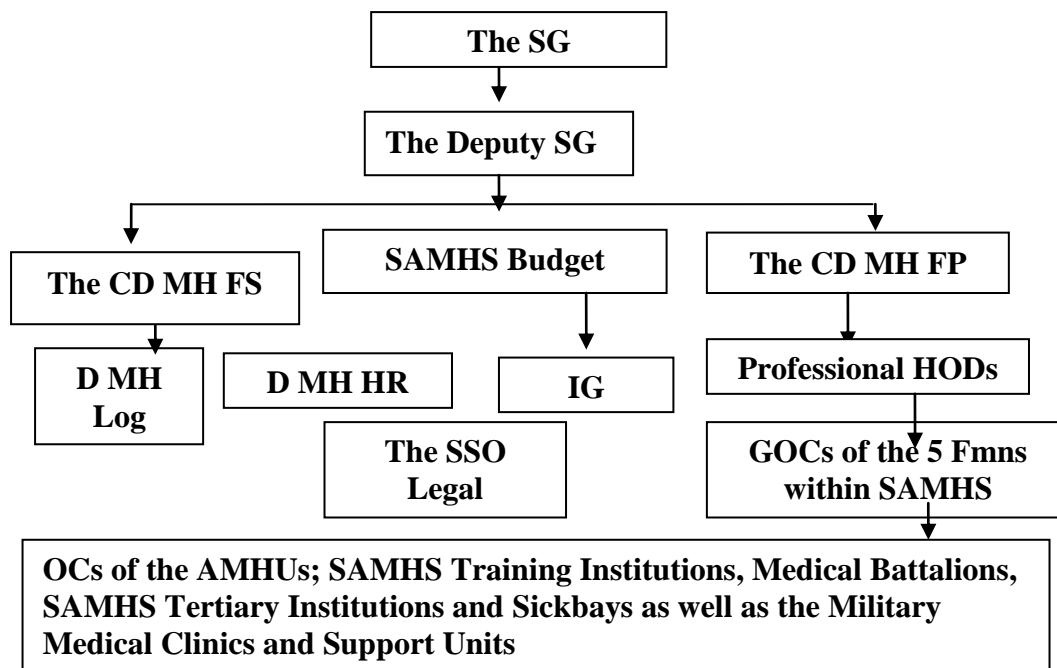 The SG
The Deputy SG
The CD MH FS
SAMHS Budget
The CD MH FP
D MH
Log
D MH HR
IG
Professional HODs
The SSO
Legal
GOCs of the 5 Fmns
within SAMHS
OCs of the AMHUs; SAMHS Training Institutions, Medical Battalions,
SAMHS Tertiary Institutions and Sickbays as well as the Military
Medical Clinics and Support Units